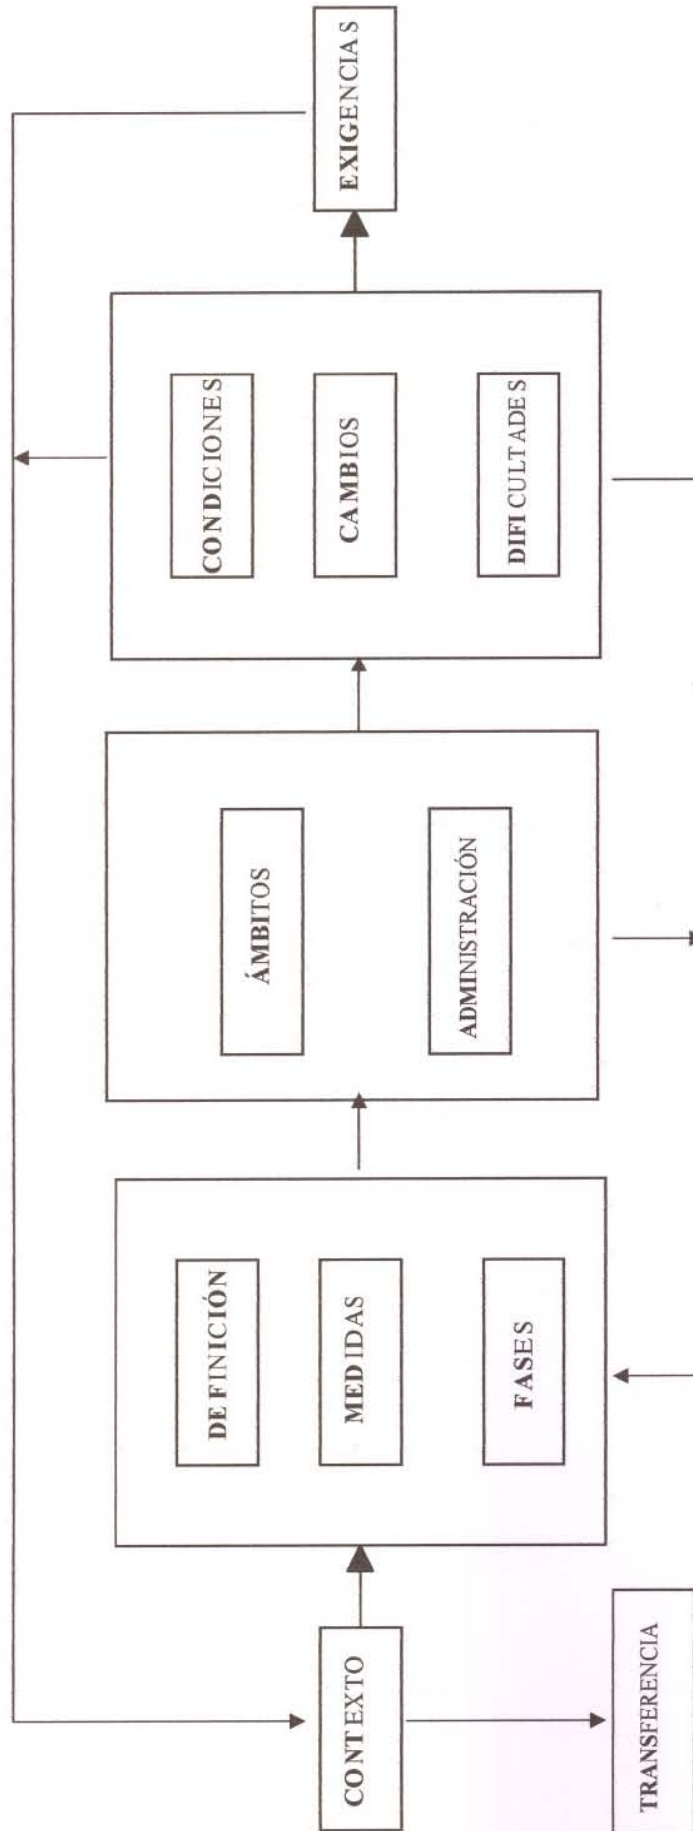 CONTEXTO
TRANSFERENCIA
DEFINICIÓN
MEDIDAS
FASES
ÁMBITOS
ADMINISTRACIÓN
CONDICIONES
CAMBIOS
DIFICULTADES
EXIGENCIAS